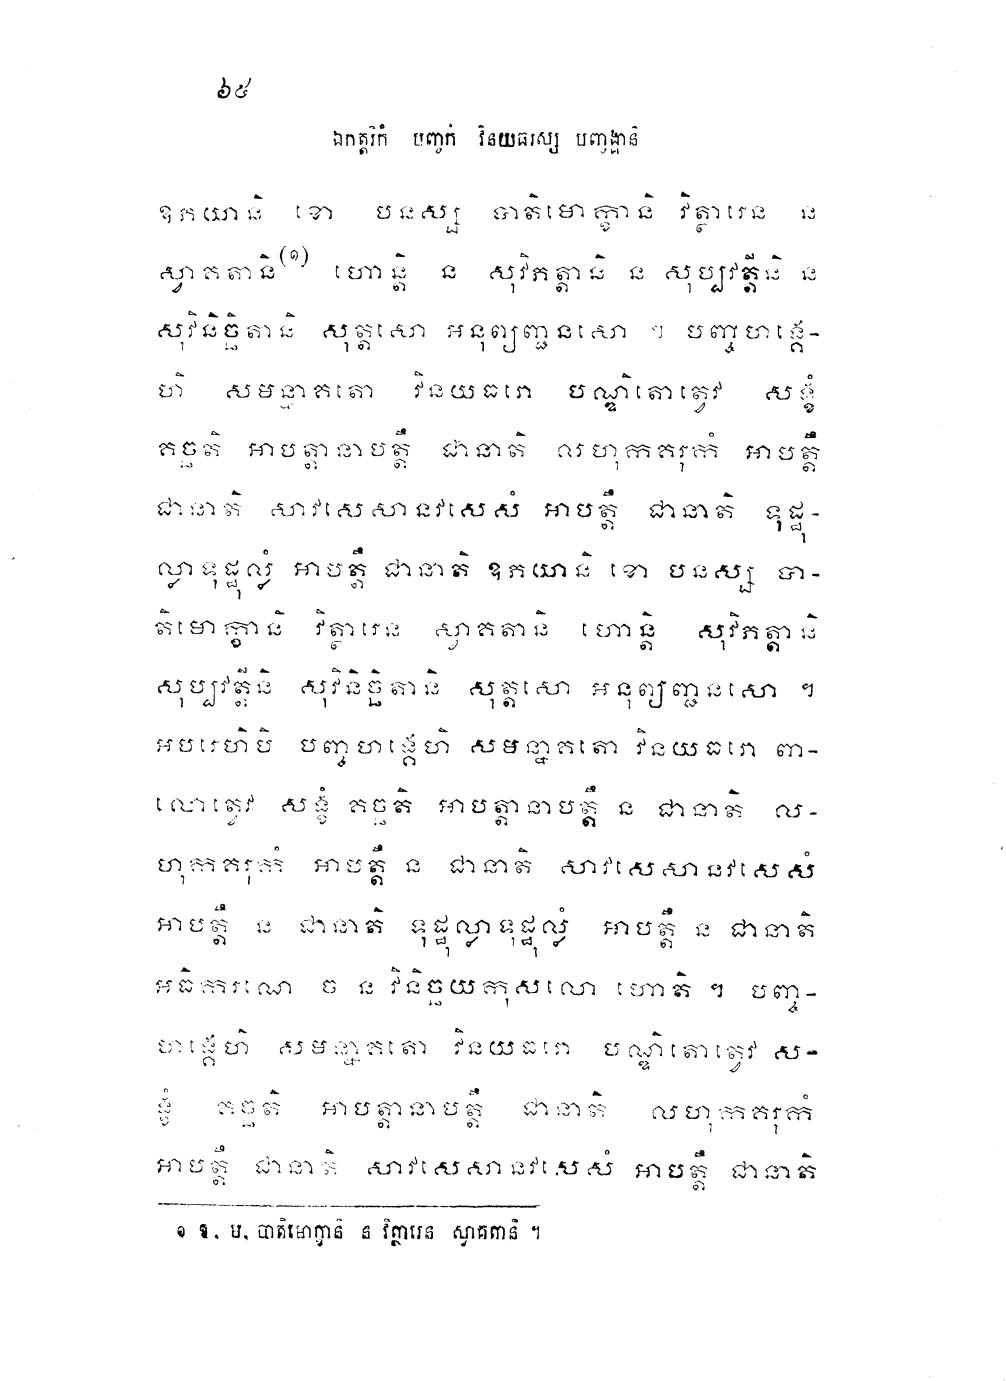 ៦៥
ឯកត្តរិកំ បញ្ចកំ វិនយធរស្ស បញ្ចង្គានិ
ឧភយានិ ខោ បនស្ស បាតិមោក្ខានិ វិត្ថារេន ន
ស្វាគតានិ(១) ហោន្តិ ន សុវិភត្តានិ ន សុប្បវត្តីនិ ន
សុវិនិច្ឆិតានិ សុត្តសោ អនុព្យញ្ជនសោ ។ បញ្ចហង្គេ-
ហិ សមន្នាគតោ វិនយធរោ បណ្ឌិតោត្វេវ សង្ខំ
គច្ឆតិ អាបត្តានាបត្តឹ ជានាតិ លហុកគរុកំ អាបត្តឹ
ជានាតិ សាវសេសានវសេសំ អាបត្តឹ ជានាតិ ទុដ្ឋុ-
ល្លាទុដ្ឋុល្លំ អាបត្តឹ ជានាតិ ឧភយានិ ខោ បនស្ស បា-
តិមោក្ខានិ វិត្ថារេន ស្វាគតានិ ហោន្តិ សុវិភត្តានិ
សុប្បវត្តីនិ សុវិនិច្ឆិតានិ សុត្តសោ អនុព្យញ្ជនសោ ។
អបរេហិបិ បញ្ចហង្គេហិ សមន្នាគតោ វិនយធរោ ពា-
លោត្វេវ សង្ខំ គច្ឆតិ អាបត្តានាបត្តឹ ន ជានាតិ ល-
ហុកគរុកំ អាបត្តឹ ន ជានាតិ សាវសេសានវសេសំ
អាបត្តឹ ន ជានាតិ ទុដ្ឋុល្លាទុដ្ឋុល្លំ អាបត្តឹ ន ជានាតិ
អធិករណេ ច ន វិនិច្ឆយកុសលោ ហោតិ ។ បញ្ច-
ហង្គេហិ សមន្នាគតោ វិនយធរោ បណ្ឌិតោត្វេវ ស-
ង្ខំ គច្ឆតិ អាបត្តានាបត្តឹ ជានាតិ លហុកគរុកំ
អាបត្តឹ ជានាតិ សាវសេសានវសេសំ អាបត្តឹ ជានាតិ
១ ឱ. ម. បាតិមោក្ខានិ ន វិត្ថារេន ស្វាគតានិ ។